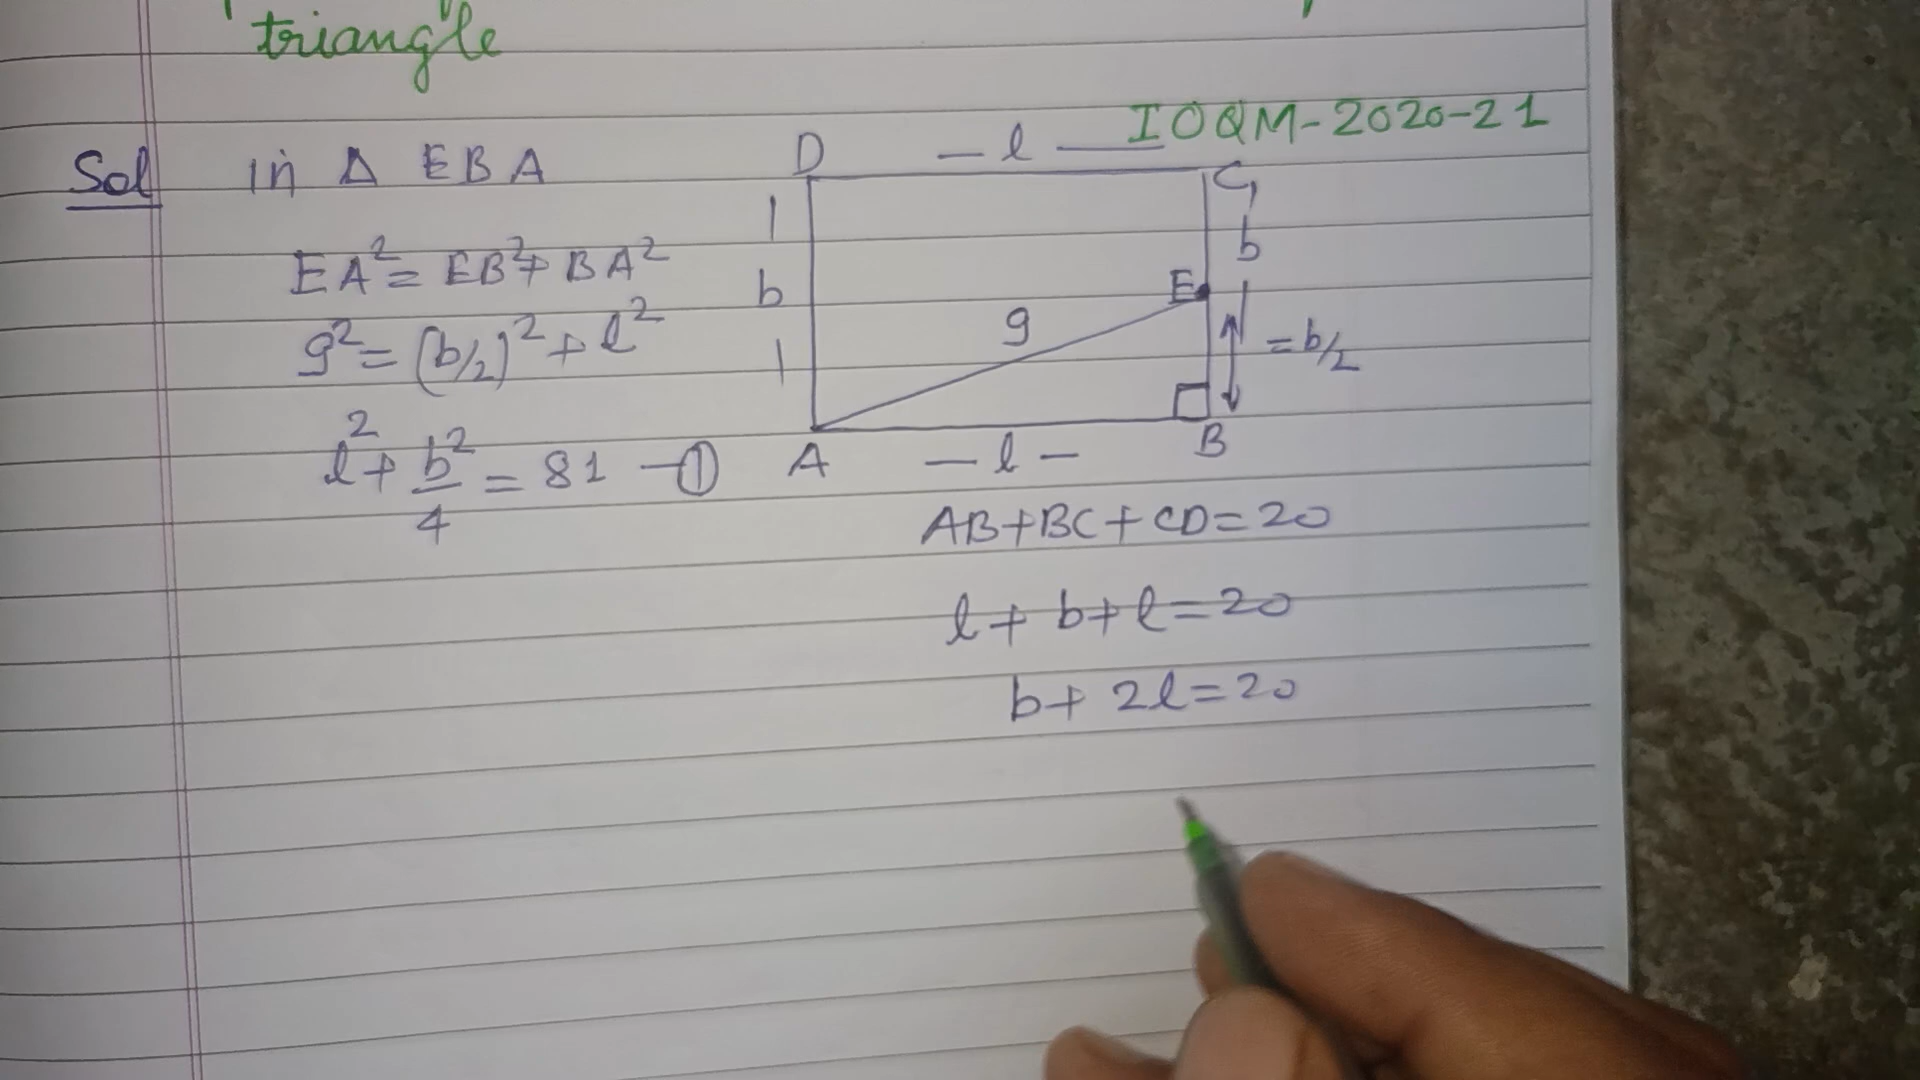 triangle
IOQM-2020-21
Sol in Δ EBA
EA²= EB²+ BA²
9²= (b/2)²+ l²
l²+ b²/4 = 81 —①
D — l — C
b
b
E
9
= b/2
A — l — B
AB+BC+CD=20
l+ b+l=20
b+ 2l=20